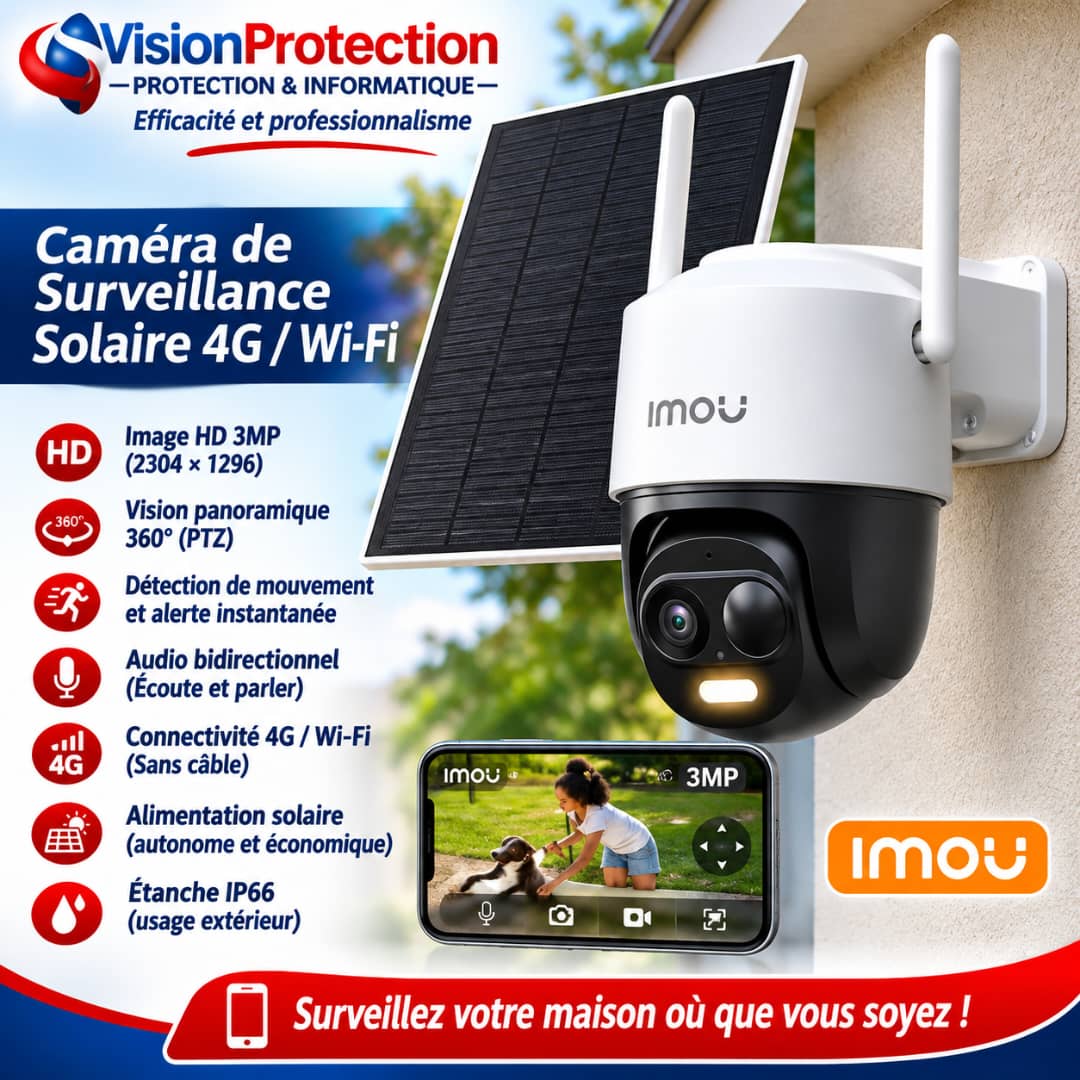 VisionProtection
PROTECTION & INFORMATIQUE
Efficacité et professionnalisme
Caméra de
Surveillance
Solaire 4G / Wi-Fi
HD
Image HD 3MP
(2304 × 1296)
360°
Vision panoramique
360° (PTZ)
Détection de mouvement
et alerte instantanée
Audio bidirectionnel
(Écoute et parler)
4G
Connectivité 4G / Wi-Fi
(Sans câble)
Alimentation solaire
(autonome et économique)
Étanche IP66
(usage extérieur)
imou
imou
3MP
imou
Surveillez votre maison où que vous soyez !